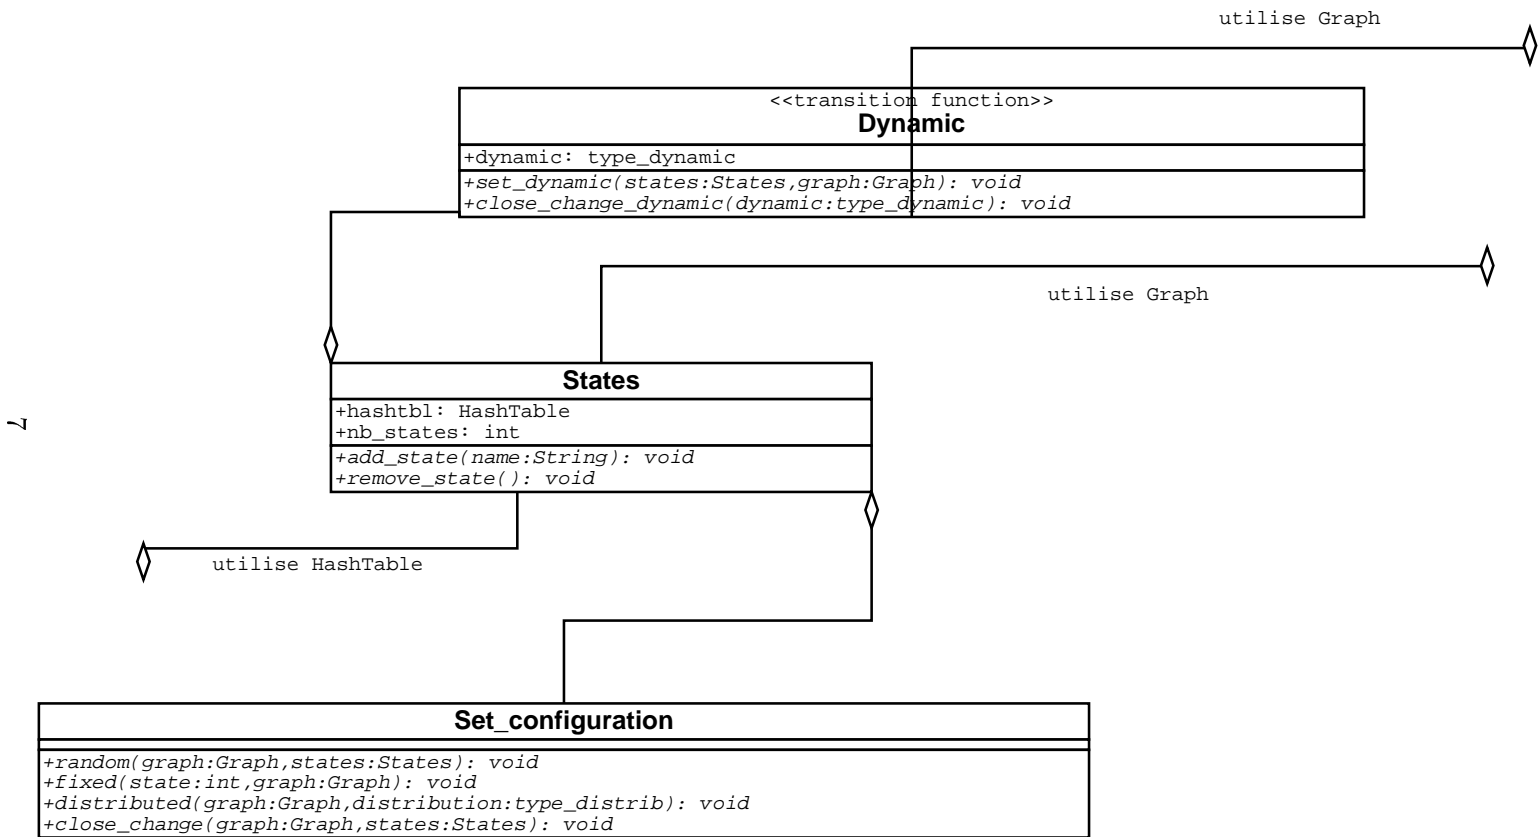 utilise Graph
<<transition function>>
Dynamic
+dynamic: type_dynamic
+set_dynamic(states:States,graph:Graph): void
+close_change_dynamic(dynamic:type_dynamic): void
utilise Graph
States
+hashtbl: HashTable
+nb_states: int
+add_state(name:String): void
+remove_state(): void
7
utilise HashTable
Set_configuration
+random(graph:Graph,states:States): void
+fixed(state:int,graph:Graph): void
+distributed(graph:Graph,distribution:type_distrib): void
+close_change(graph:Graph,states:States): void